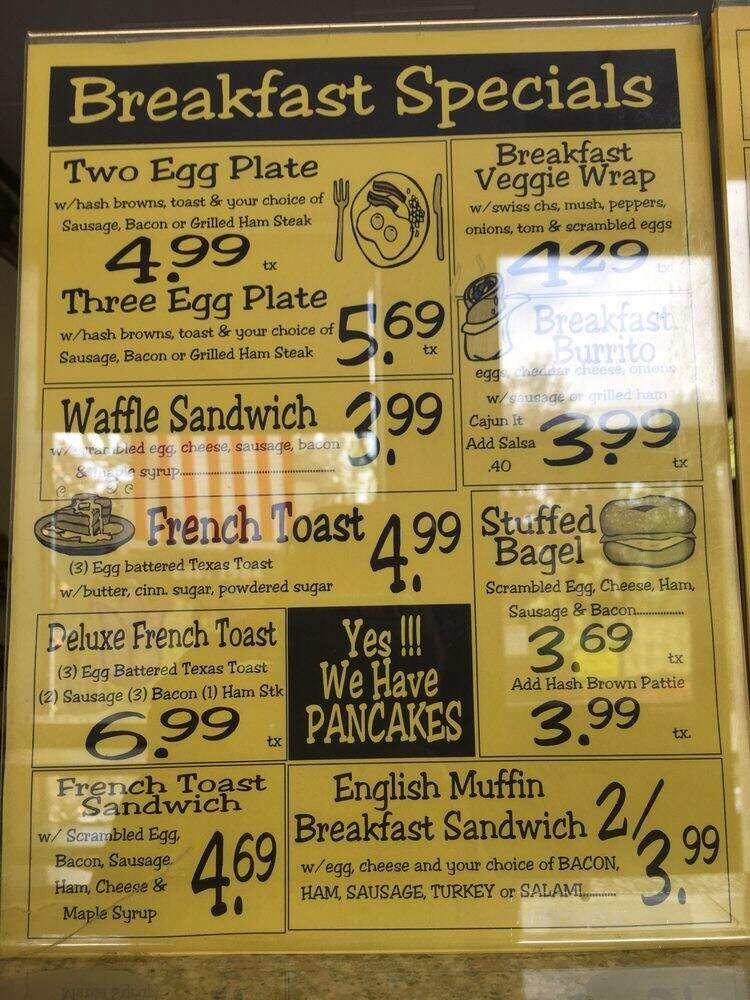 Breakfast Specials
Two Egg Plate
w/hash browns, toast & your choice of
Sausage, Bacon or Grilled Ham Steak
4.99 tx
Three Egg Plate
w/hash browns, toast & your choice of
Sausage, Bacon or Grilled Ham Steak
5.69 tx
Breakfast
Veggie Wrap
w/swiss chs, mush, peppers,
onions, tom & scrambled eggs
4.29 tx
Breakfast
Burrito
eggs, cheddar cheese, onions
w/sausage or grilled ham
Cajun It
Add Salsa
.40
3.99 tx
Waffle Sandwich 3.99
w/scrambled egg, cheese, sausage, bacon
& maple syrup..............................
French Toast 4.99
(3) Egg battered Texas Toast
w/butter, cinn. sugar, powdered sugar
Stuffed
Bagel
Scrambled Egg, Cheese, Ham,
Sausage & Bacon..............
3.69 tx
Add Hash Brown Pattie
3.99 tx.
Deluxe French Toast
(3) Egg Battered Texas Toast
(2) Sausage (3) Bacon (1) Ham Stk
6.99 tx
Yes !!!
We Have
PANCAKES
French Toast
Sandwich
w/ Scrambled Egg,
Bacon, Sausage.
Ham, Cheese &
Maple Syrup
4.69
English Muffin
Breakfast Sandwich 2/3.99
w/egg, cheese and your choice of BACON,
HAM, SAUSAGE, TURKEY or SALAMI..........